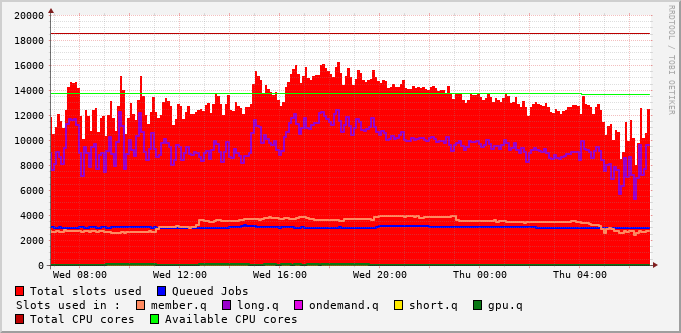 20000
18000
16000
14000
12000
10000
8000
6000
4000
2000
0
Wed 08:00 Wed 12:00 Wed 16:00 Wed 20:00 Thu 00:00 Thu 04:00
RRDTOOL / TOBI OETIKER
Total slots used Queued Jobs
Slots used in : member.q long.q ondemand.q short.q gpu.q
Total CPU cores Available CPU cores